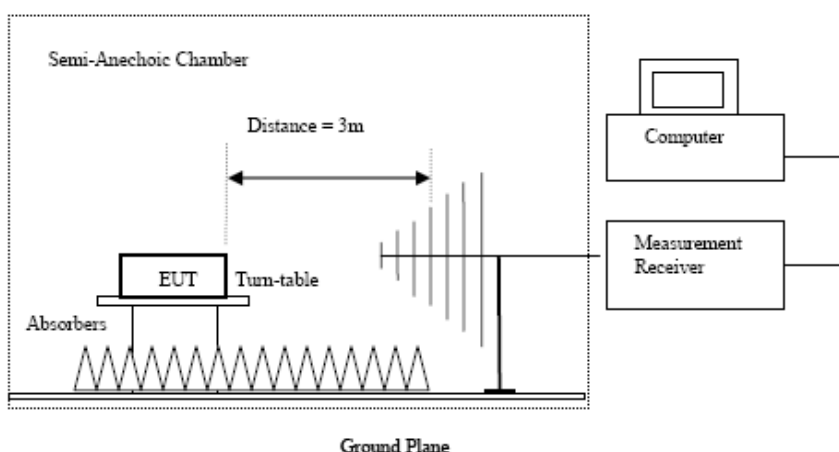 Semi-Anechoic Chamber
Distance = 3m
Computer
Measurement
Receiver
EUT
Turn-table
Absorbers
Ground Plane